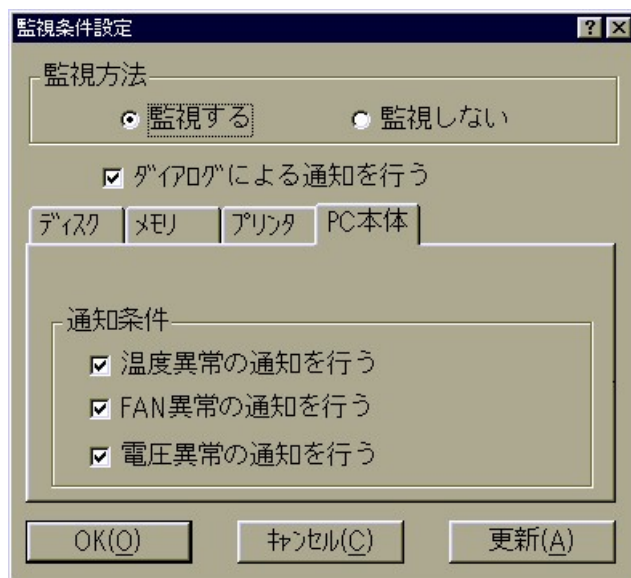 監視条件設定
監視方法
監視する 監視しない
ﾀﾞｲｱﾛｸﾞによる通知を行う
ﾃﾞｨｽｸ ﾒﾓﾘ ﾌﾟﾘﾝﾀ PC本体
通知条件
温度異常の通知を行う
FAN異常の通知を行う
電圧異常の通知を行う
OK(O) ｷｬﾝｾﾙ(C) 更新(A)